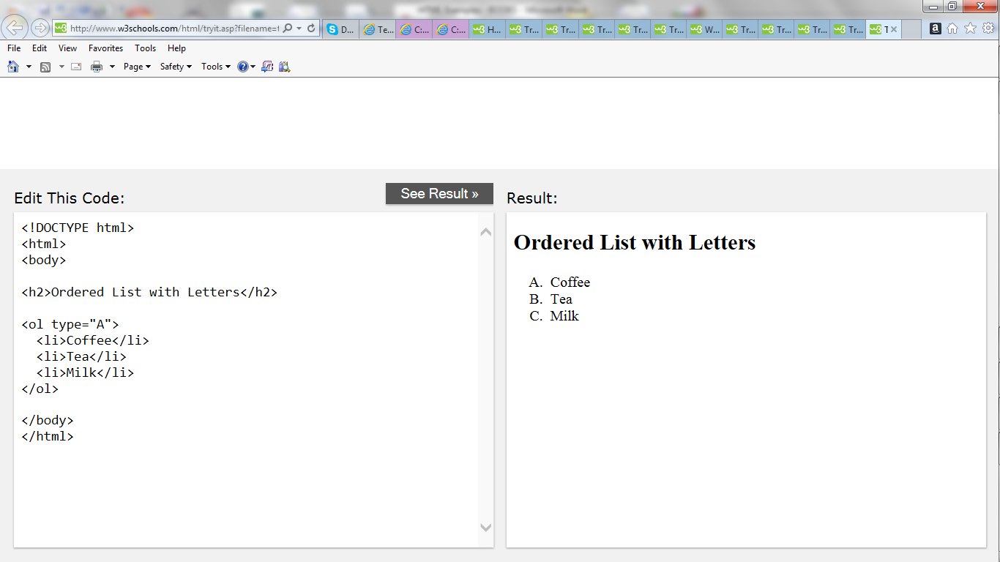 http://www.w3schools.com/html/tryit.asp?filename=
D...
Te...
C:...
C:...
H...
Tr...
Tr...
Tr...
Tr...
Tr...
W...
Tr...
Tr...
Tr...
Tr...
T
File Edit View Favorites Tools Help
Page Safety Tools
Edit This Code:
See Result »
Result:
<!DOCTYPE html>
<html>
<body>
<h2>Ordered List with Letters</h2>
<ol type="A">
<li>Coffee</li>
<li>Tea</li>
<li>Milk</li>
</ol>
</body>
</html>
Ordered List with Letters
A. Coffee
B. Tea
C. Milk